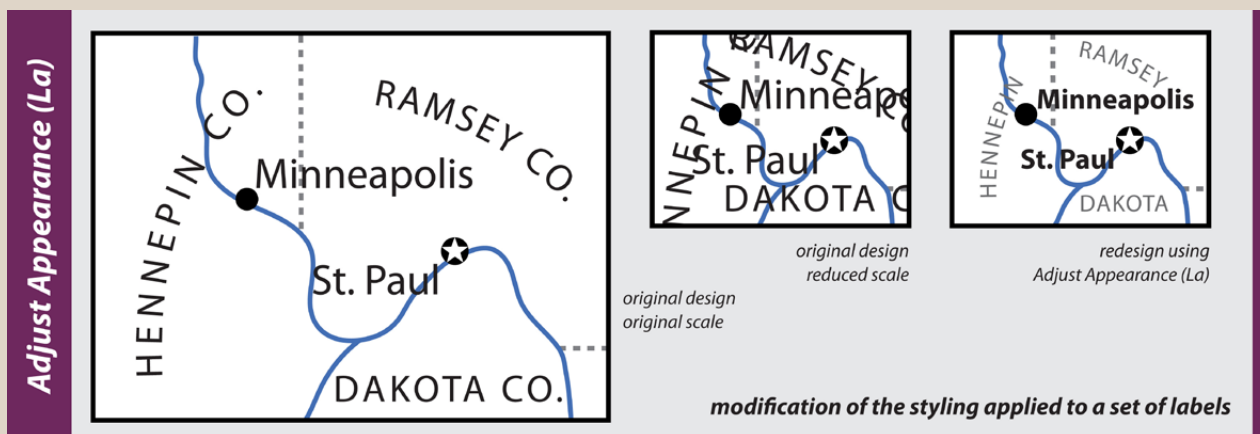 Adjust Appearance (La)
HENNEPIN CO.
RAMSEY CO.
Minneapolis
St. Paul
DAKOTA CO.
original design
original scale
RAMSEY
NNEPIN
Minneap
St. Paul
DAKOTA C
original design
reduced scale
RAMSEY
HENNEPIN
Minneapolis
St. Paul
DAKOTA
redesign using
Adjust Appearance (La)
modification of the styling applied to a set of labels